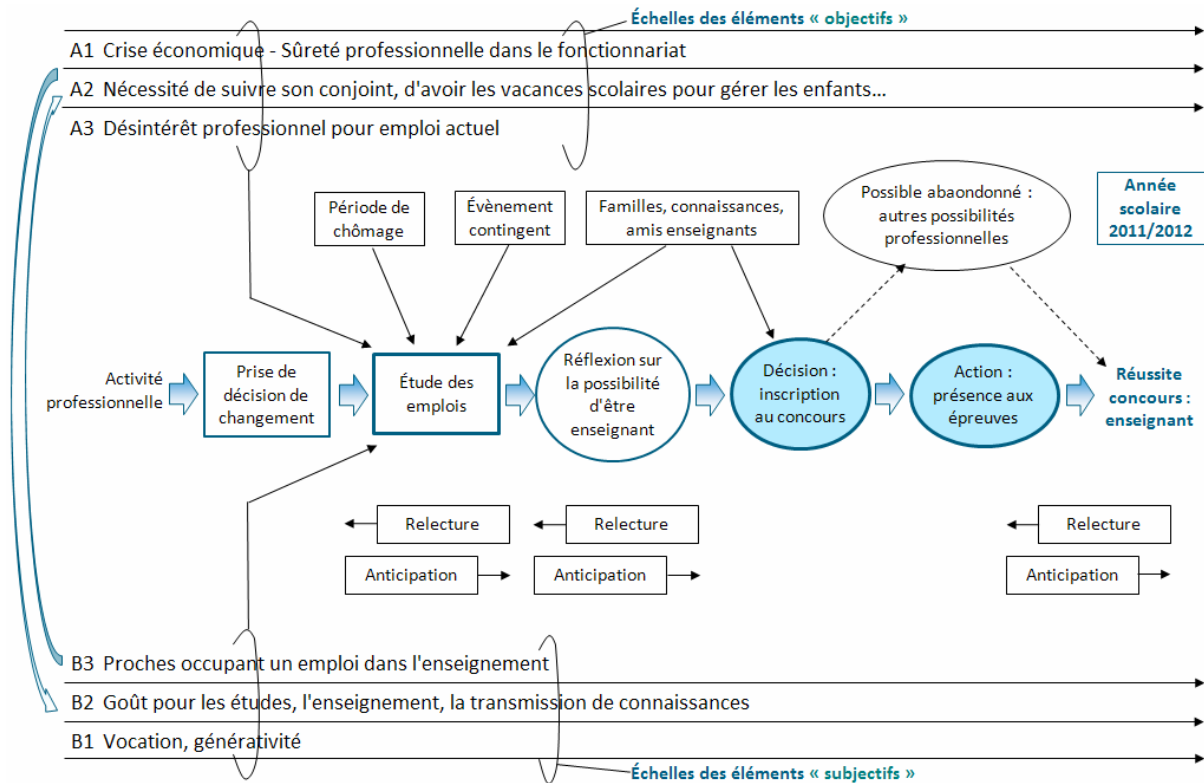 Échelles des éléments « objectifs »
A1 Crise économique - Sûreté professionnelle dans le fonctionnariat
A2 Nécessité de suivre son conjoint, d'avoir les vacances scolaires pour gérer les enfants...
A3 Désintérêt professionnel pour emploi actuel
Période de
chômage
Évènement
contingent
Familles, connaissances,
amis enseignants
Possible abaondonné :
autres possibilités
professionnelles
Année
scolaire
2011/2012
Activité
professionnelle
Prise de
décision de
changement
Étude des
emplois
Réflexion sur
la possibilité
d'être
enseignant
Décision :
inscription
au concours
Action :
présence aux
épreuves
Réussite
concours :
enseignant
Relecture
Relecture
Relecture
Anticipation
Anticipation
Anticipation
B3 Proches occupant un emploi dans l'enseignement
B2 Goût pour les études, l'enseignement, la transmission de connaissances
B1 Vocation, générativité
Échelles des éléments « subjectifs »